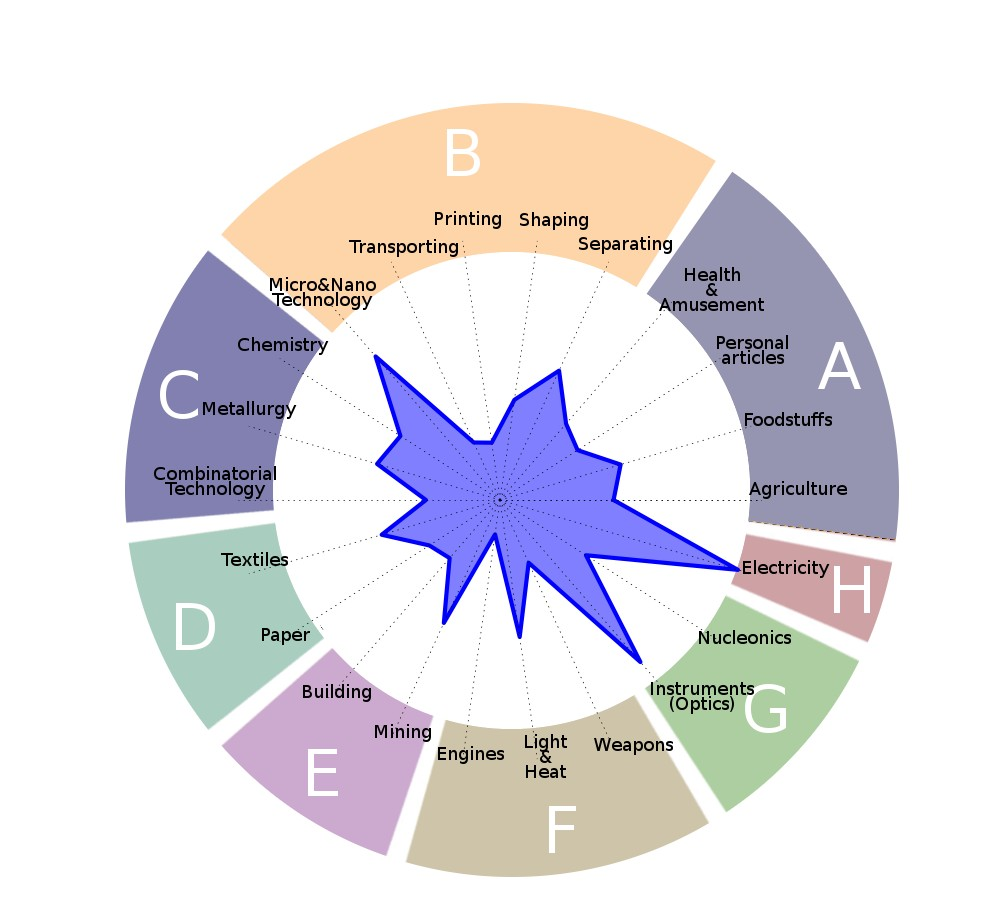 B
Printing
Shaping
Transporting
Separating
Micro&Nano
Technology
Health
&
Amusement
Chemistry
Personal
articles
C
A
Metallurgy
Foodstuffs
Combinatorial
Technology
Agriculture
Textiles
Electricity
H
D
Paper
Nucleonics
Building
Instruments
(Optics)
G
Mining
Engines
Light
&
Heat
Weapons
E
F